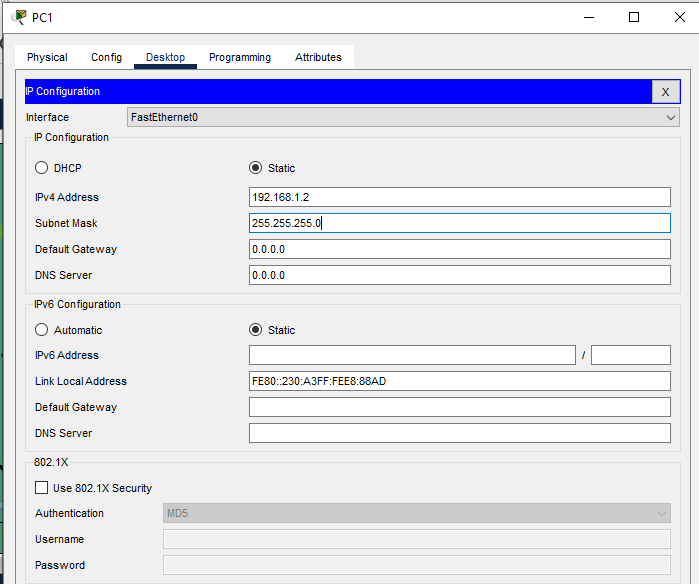 PC1
Physical Config Desktop Programming Attributes
IP Configuration X
Interface FastEthernet0
IP Configuration
DHCP Static
IPv4 Address 192.168.1.2
Subnet Mask 255.255.255.0
Default Gateway 0.0.0.0
DNS Server 0.0.0.0
IPv6 Configuration
Automatic Static
IPv6 Address /
Link Local Address FE80::230:A3FF:FEE8:88AD
Default Gateway
DNS Server
802.1X
Use 802.1X Security
Authentication MD5
Username
Password